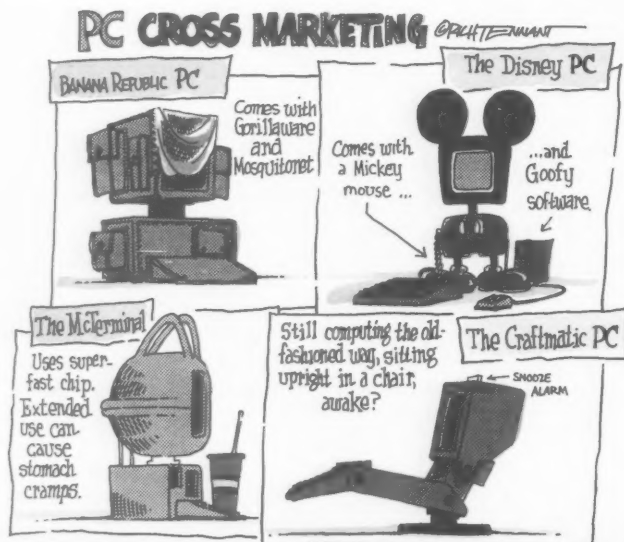 PC CROSS MARKETING ©RICH TENNANT
BANANA REPUBLIC PC
Comes with
Gorillaware
and
Mosquitonet
The Disney PC
Comes with
a Mickey
mouse ...
...and
Goofy
software.
The McTerminal
Uses super-
fast chip.
Extended
use can
cause
stomach
cramps.
Still computing the old-
fashioned way, sitting
upright in a chair,
awake?
The Craftmatic PC
SNOOZE
ALARM